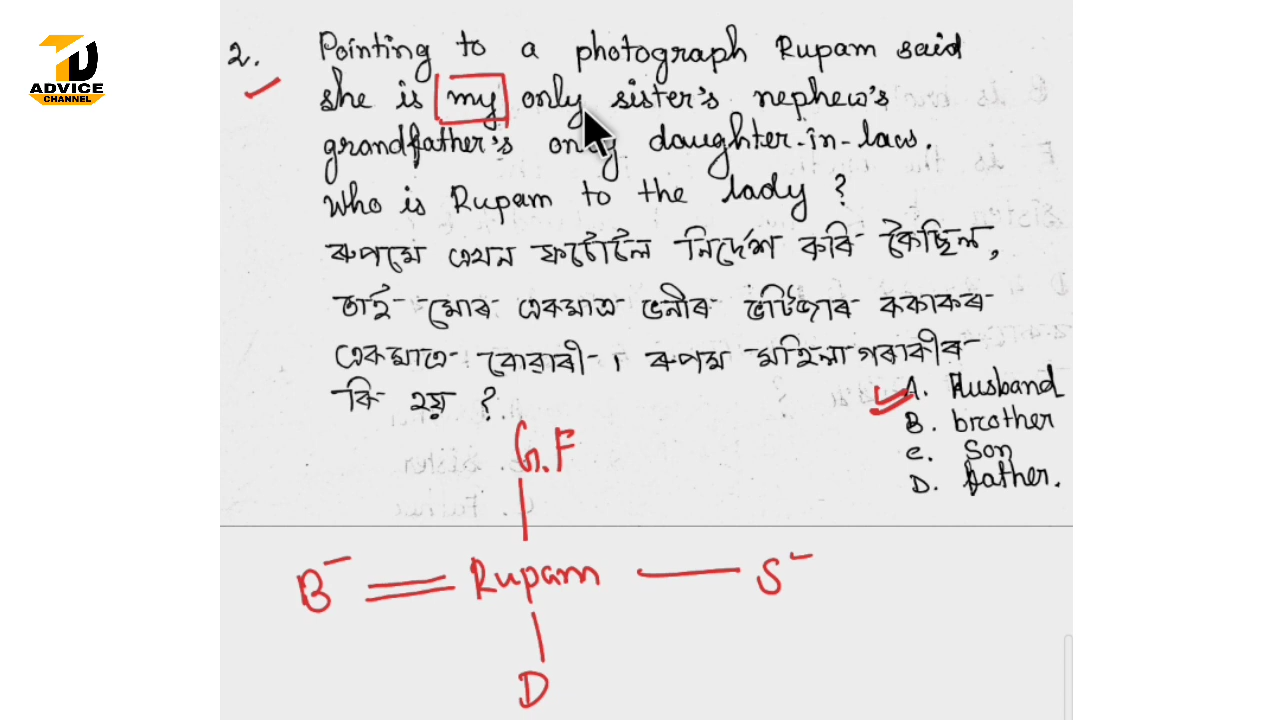 TD
ADVICE
CHANNEL
2. Pointing to a photograph Rupam said
she is my only sister's nephew's
grandfather's only daughter-in-law.
Who is Rupam to the lady ?
ৰুপমে এখন ফটোলৈ নিৰ্দেশ কৰি কৈছিল,
তাই মোৰ একমাত্ৰ ভনীৰ ভতিজাৰ ককাকৰ
একমাত্ৰ বোৱাৰী । ৰুপম মহিলাগৰাকীৰ
কি হয় ?
A. Husband
B. brother
c. Son
D. father.
G.F
B⁻ Rupam S⁻
D